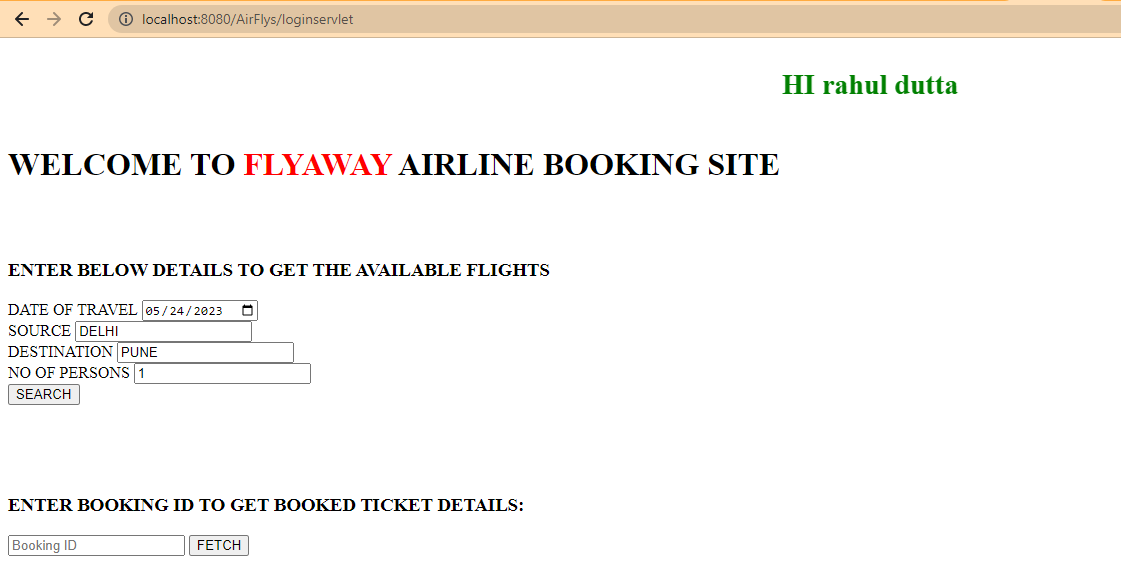 localhost:8080/AirFlys/loginservlet
HI rahul dutta
WELCOME TO FLYAWAY AIRLINE BOOKING SITE
ENTER BELOW DETAILS TO GET THE AVAILABLE FLIGHTS
DATE OF TRAVEL 05/24/2023
SOURCE DELHI
DESTINATION PUNE
NO OF PERSONS 1
SEARCH
ENTER BOOKING ID TO GET BOOKED TICKET DETAILS:
Booking ID FETCH